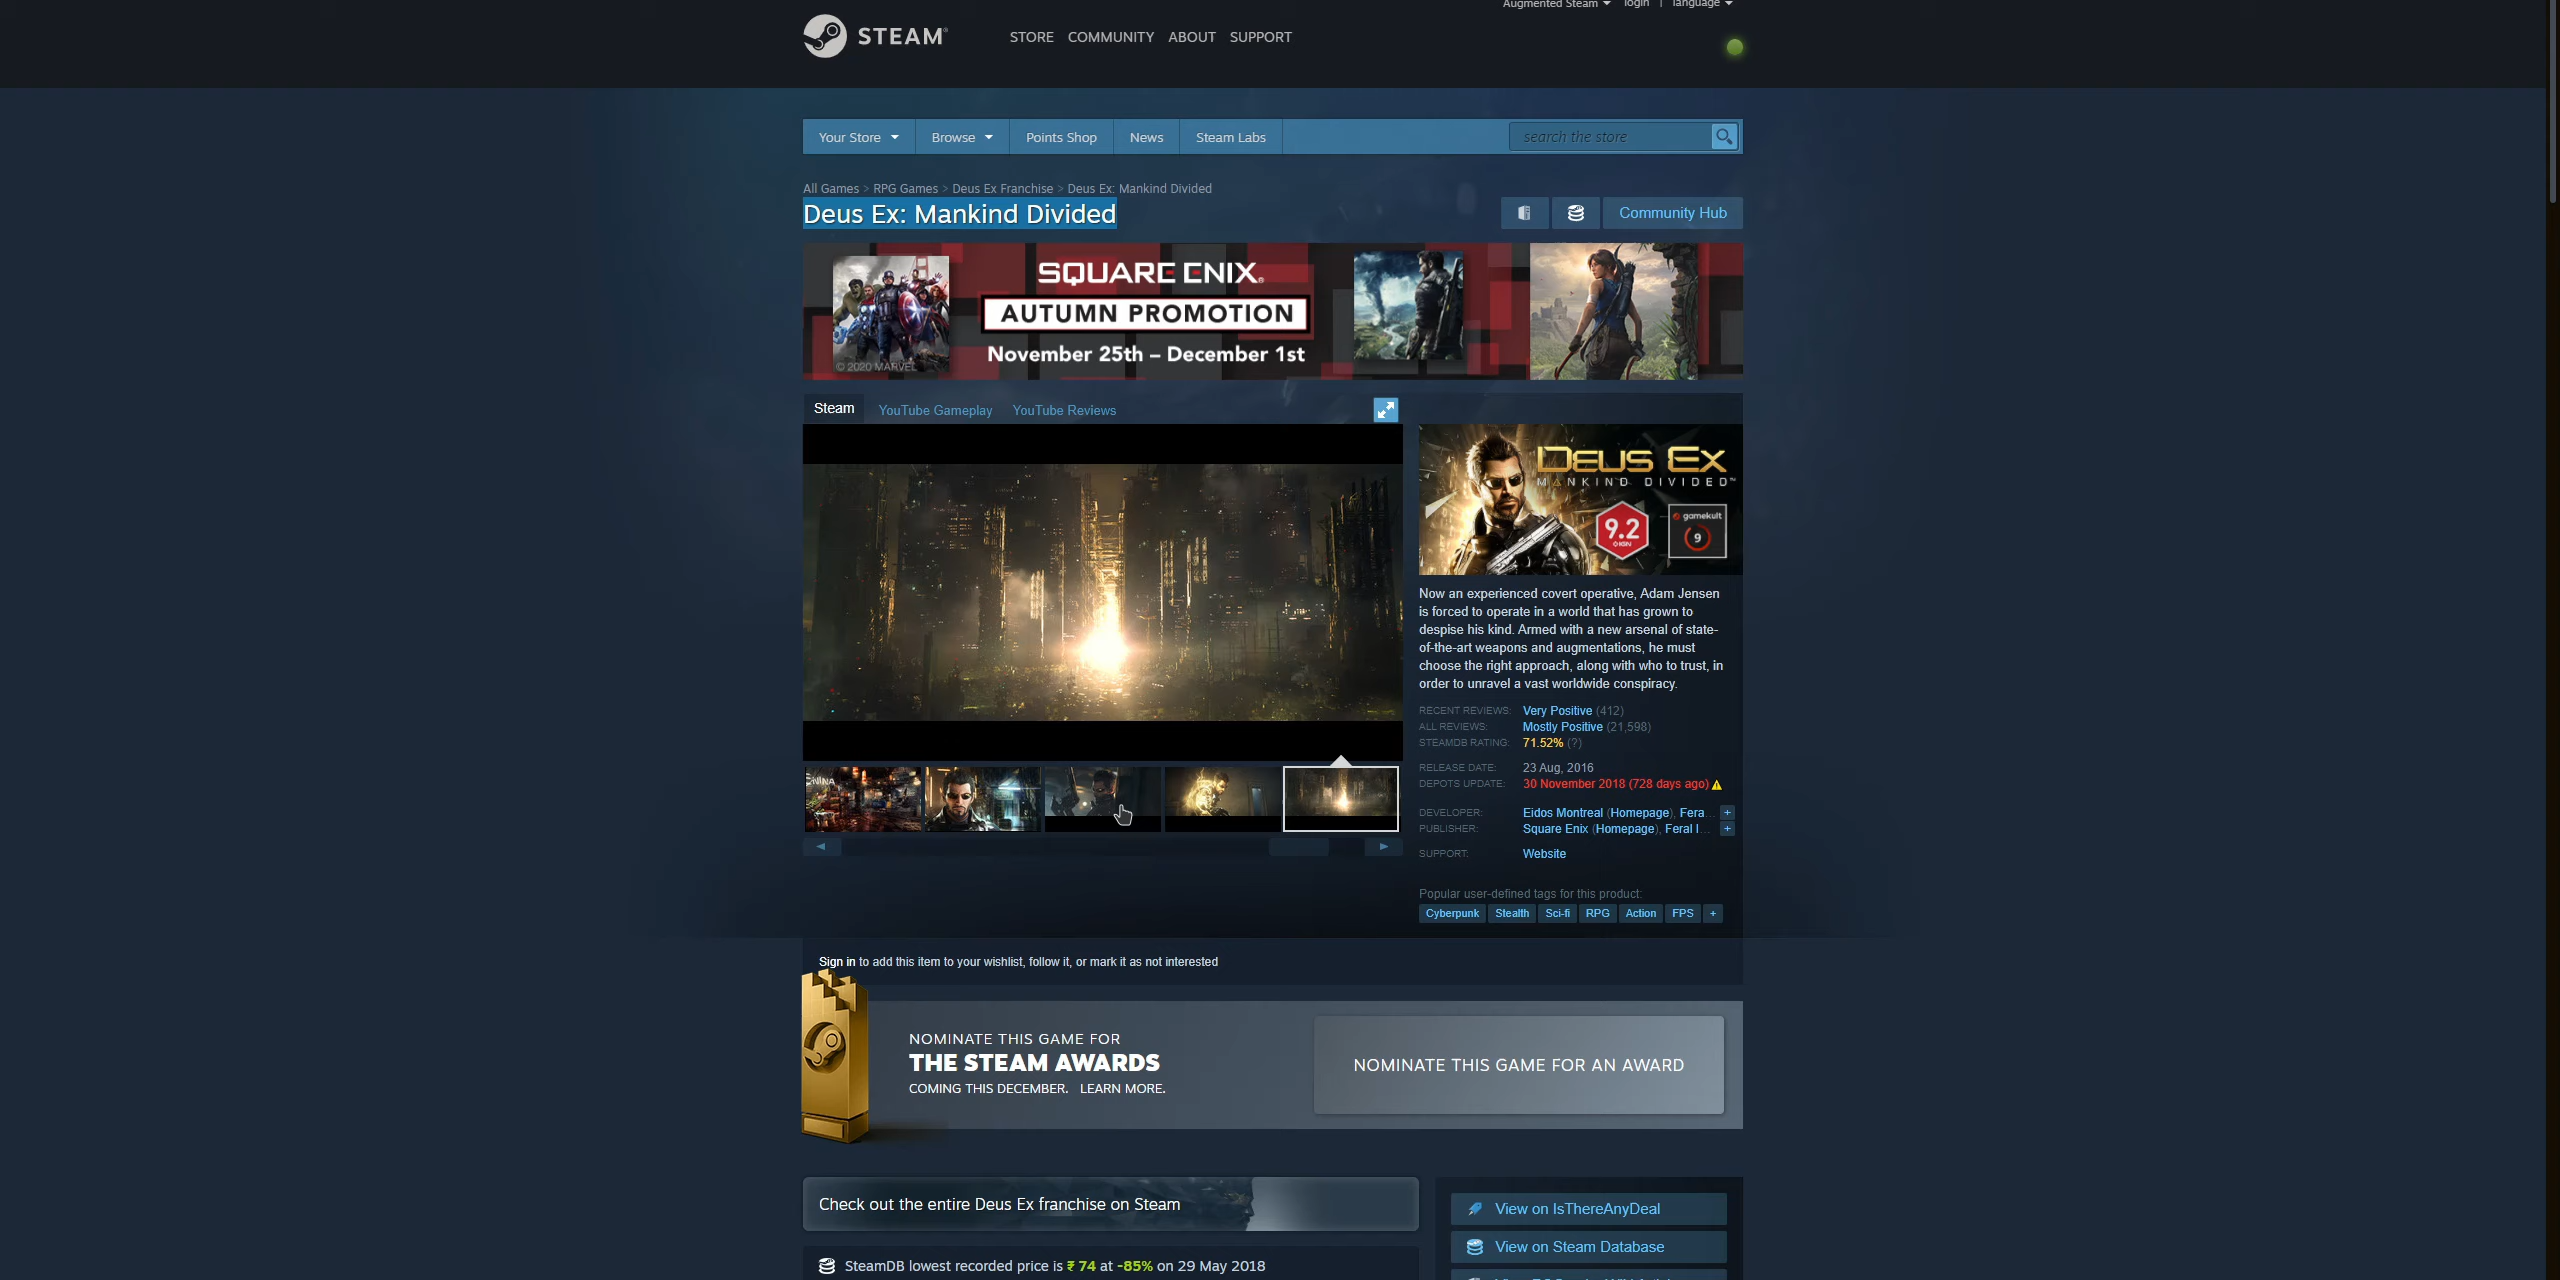 Augmented Steam login | language
STEAM®
STORE COMMUNITY ABOUT SUPPORT
Your Store Browse Points Shop News Steam Labs search the store
All Games > RPG Games > Deus Ex Franchise > Deus Ex: Mankind Divided
Deus Ex: Mankind Divided
Community Hub
SQUARE ENIX®
AUTUMN PROMOTION
November 25th – December 1st
© 2020 MARVEL
Steam YouTube Gameplay YouTube Reviews
DEUS EX
MANKIND DIVIDED™
9.2
IGN
gamekult
9
Now an experienced covert operative, Adam Jensen
is forced to operate in a world that has grown to
despise his kind. Armed with a new arsenal of state-
of-the-art weapons and augmentations, he must
choose the right approach, along with who to trust, in
order to unravel a vast worldwide conspiracy.
RECENT REVIEWS: Very Positive (412)
ALL REVIEWS: Mostly Positive (21,598)
STEAMDB RATING: 71.52% (?)
RELEASE DATE: 23 Aug, 2016
DEPOTS UPDATE: 30 November 2018 (728 days ago)
DEVELOPER: Eidos Montreal (Homepage), Fera... +
PUBLISHER: Square Enix (Homepage), Feral I... +
SUPPORT: Website
Popular user-defined tags for this product:
Cyberpunk Stealth Sci-fi RPG Action FPS +
Sign in to add this item to your wishlist, follow it, or mark it as not interested
NOMINATE THIS GAME FOR
THE STEAM AWARDS
COMING THIS DECEMBER. LEARN MORE.
NOMINATE THIS GAME FOR AN AWARD
Check out the entire Deus Ex franchise on Steam
View on IsThereAnyDeal
View on Steam Database
SteamDB lowest recorded price is ₹ 74 at -85% on 29 May 2018